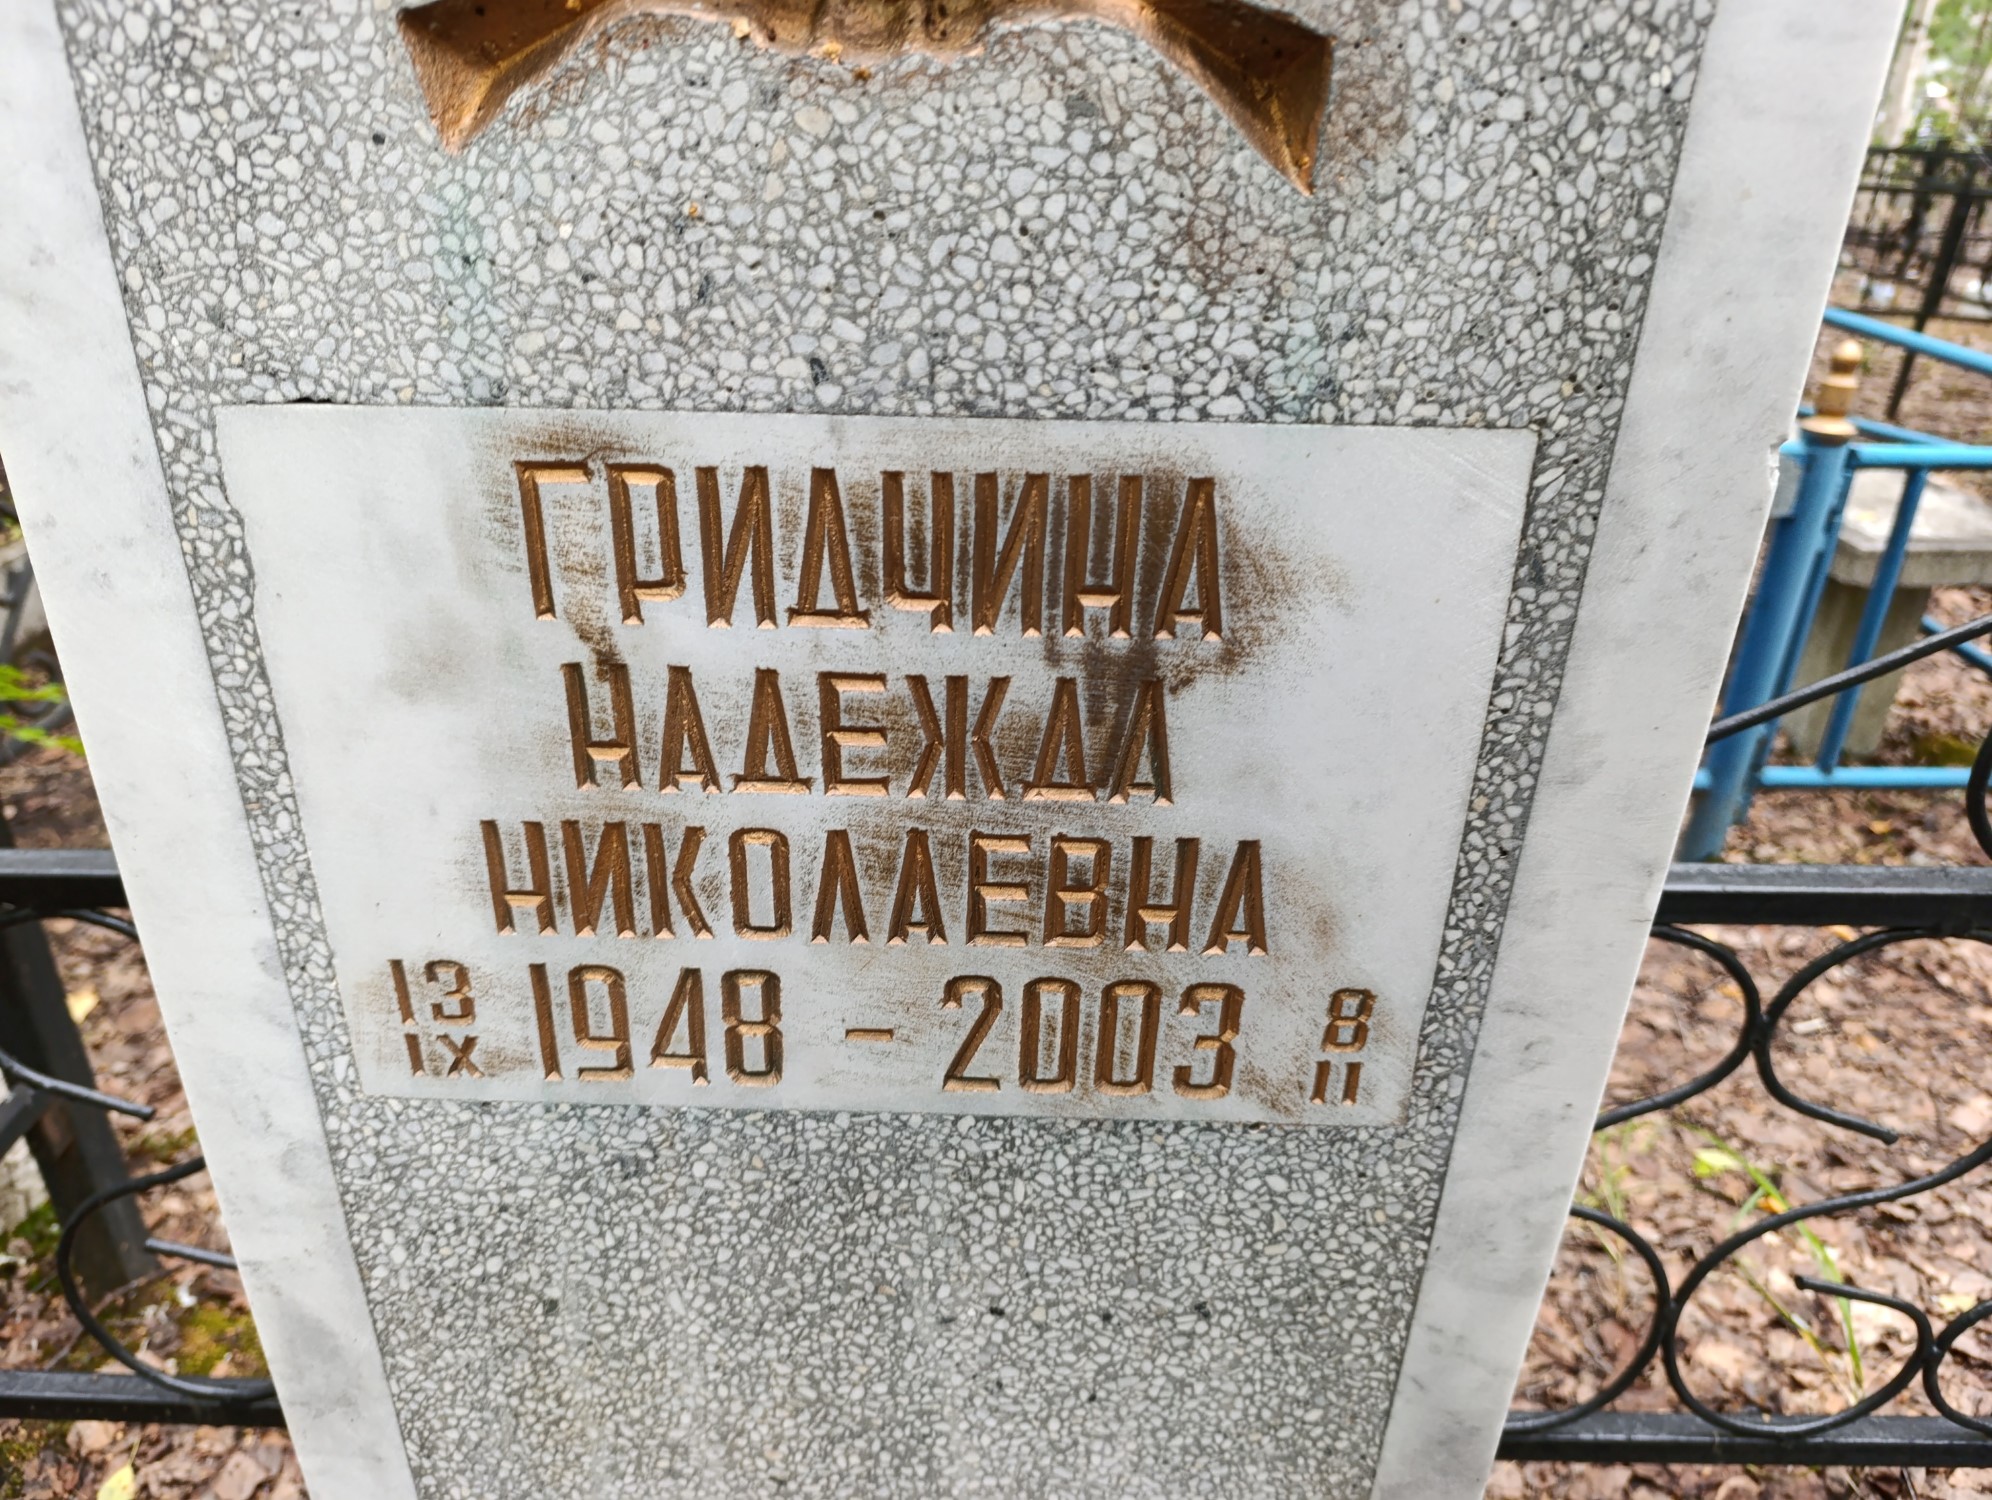 ГРИДЧИНА
НАДЕЖДА
НИКОЛАЕВНА
13 IX 1948 - 2003 8 II